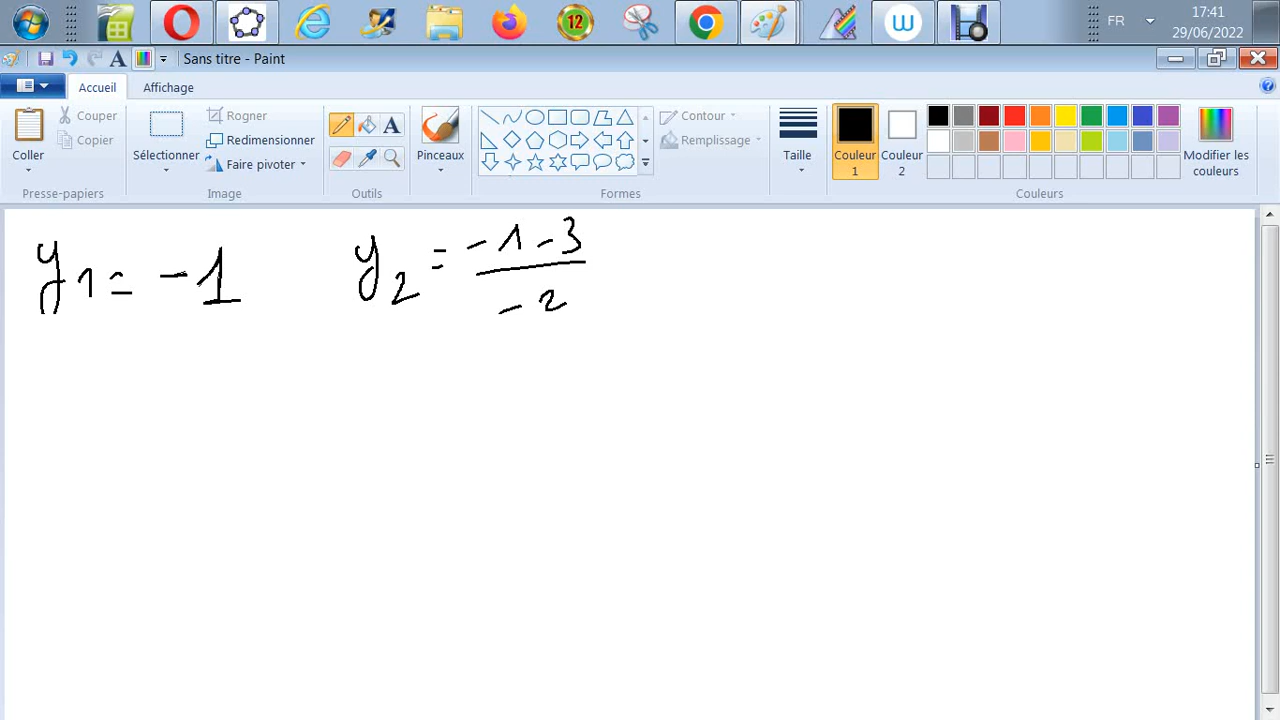 12
W
FR
17:41
29/06/2022
Sans titre - Paint
Accueil Affichage
Coller
Couper
Copier
Presse-papiers
Sélectionner
Rogner
Redimensionner
Faire pivoter
Image
A
Outils
Pinceaux
Contour
Remplissage
Formes
Taille
Couleur 1
Couleur 2
Modifier les couleurs
Couleurs
y₁ = -1
y₂ = (-1-3)/(-2)